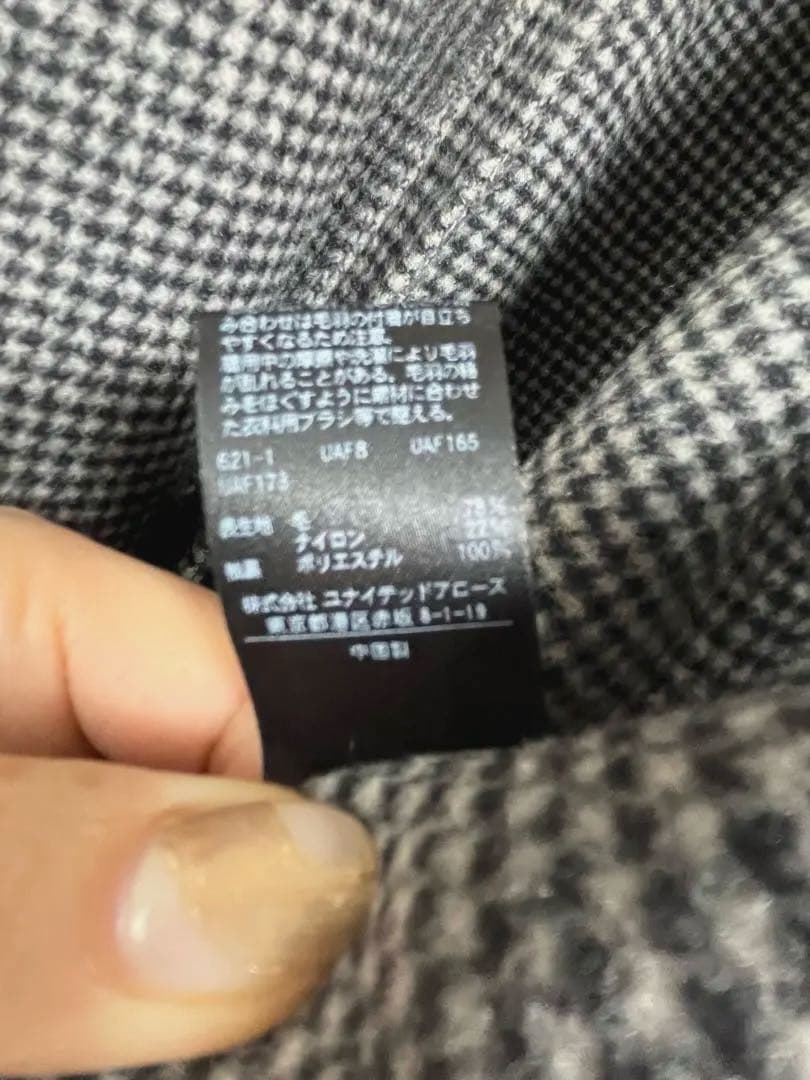 み合わせは毛羽の付着が目立ち
やすくなるため注意。
着用中の摩擦や洗濯により毛羽
が乱れることがある。毛羽の絡
みをほぐすように素材に合わせ
た衣料用ブラシ等で整える。
621-1 UAF8 UAF165
UAF173
表生地 毛 78%
ナイロン 22%
裏 ポリエステル 100%
株式会社 ユナイテッドアローズ
東京都港区赤坂 8-1-19
中国製